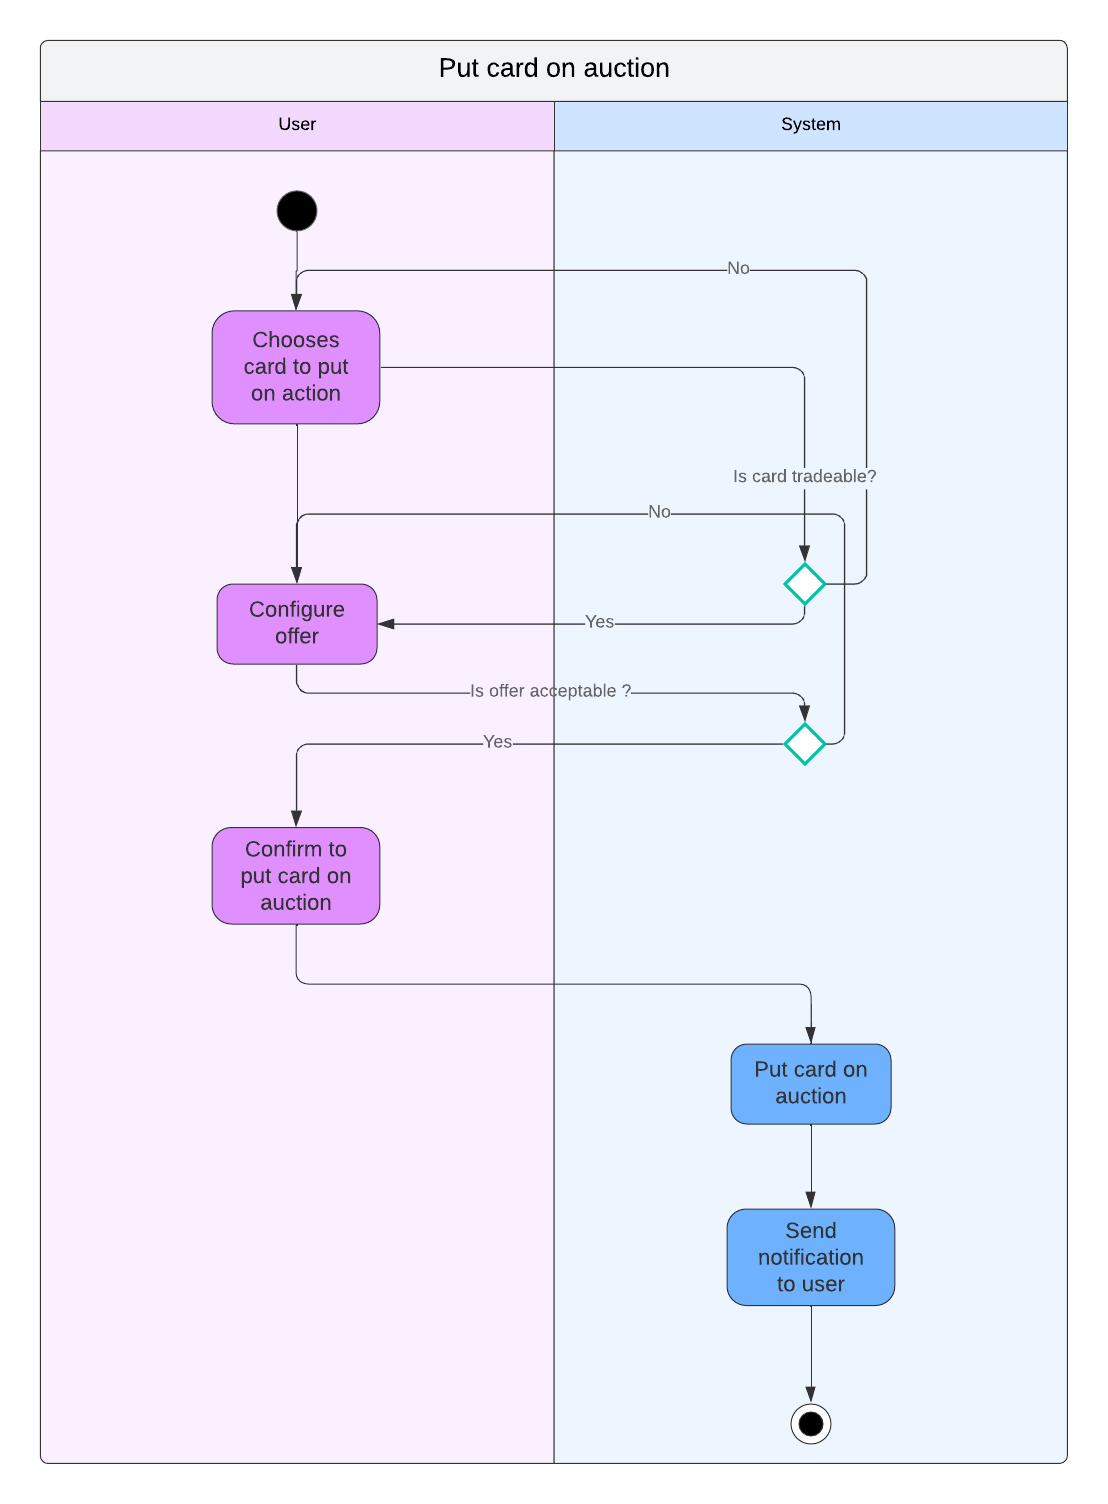 Put card on auction
User
System
No
Chooses
card to put
on action
Is card tradeable?
No
Configure
offer
Yes
Is offer acceptable ?
Yes
Confirm to
put card on
auction
Put card on
auction
Send
notification
to user